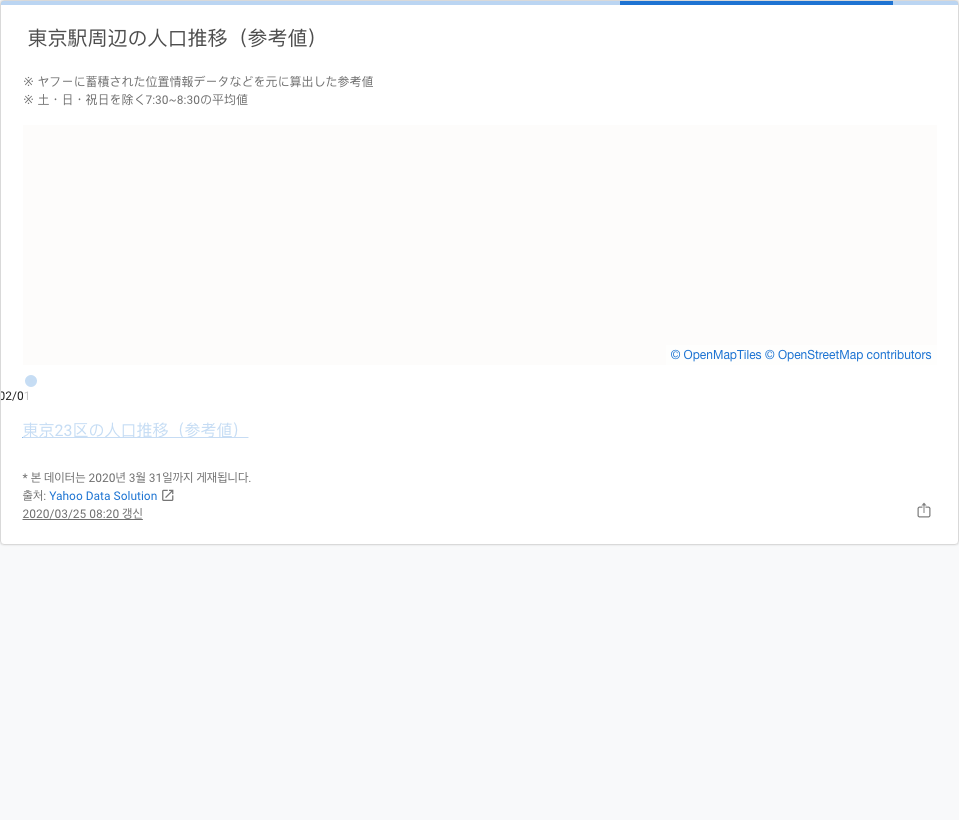 東京駅周辺の人口推移（参考値）
※ ヤフーに蓄積された位置情報データなどを元に算出した参考値
※ 土・日・祝日を除く7:30~8:30の平均値
© OpenMapTiles © OpenStreetMap contributors
02/01
東京23区の人口推移（参考値）
* 본 데이터는 2020년 3월 31일까지 게재됩니다.
출처: Yahoo Data Solution
2020/03/25 08:20 갱신